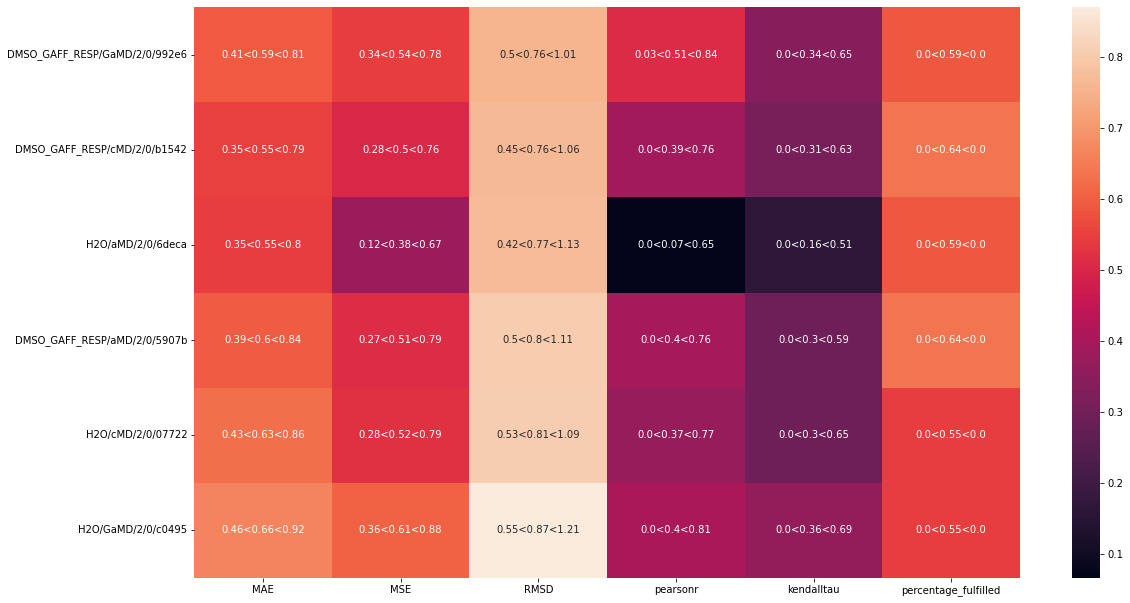 DMSO_GAFF_RESP/GaMD/2/0/992e6 0.41<0.59<0.81 0.34<0.54<0.78 0.5<0.76<1.01 0.03<0.51<0.84 0.0<0.34<0.65 0.0<0.59<0.0
DMSO_GAFF_RESP/cMD/2/0/b1542 0.35<0.55<0.79 0.28<0.5<0.76 0.45<0.76<1.06 0.0<0.39<0.76 0.0<0.31<0.63 0.0<0.64<0.0
H2O/aMD/2/0/6deca 0.35<0.55<0.8 0.12<0.38<0.67 0.42<0.77<1.13 0.0<0.07<0.65 0.0<0.16<0.51 0.0<0.59<0.0
DMSO_GAFF_RESP/aMD/2/0/5907b 0.39<0.6<0.84 0.27<0.51<0.79 0.5<0.8<1.11 0.0<0.4<0.76 0.0<0.3<0.59 0.0<0.64<0.0
H2O/cMD/2/0/07722 0.43<0.63<0.86 0.28<0.52<0.79 0.53<0.81<1.09 0.0<0.37<0.77 0.0<0.3<0.65 0.0<0.55<0.0
H2O/GaMD/2/0/c0495 0.46<0.66<0.92 0.36<0.61<0.88 0.55<0.87<1.21 0.0<0.4<0.81 0.0<0.36<0.69 0.0<0.55<0.0
MAE MSE RMSD pearsonr kendalltau percentage_fulfilled
0.8
0.7
0.6
0.5
0.4
0.3
0.2
0.1